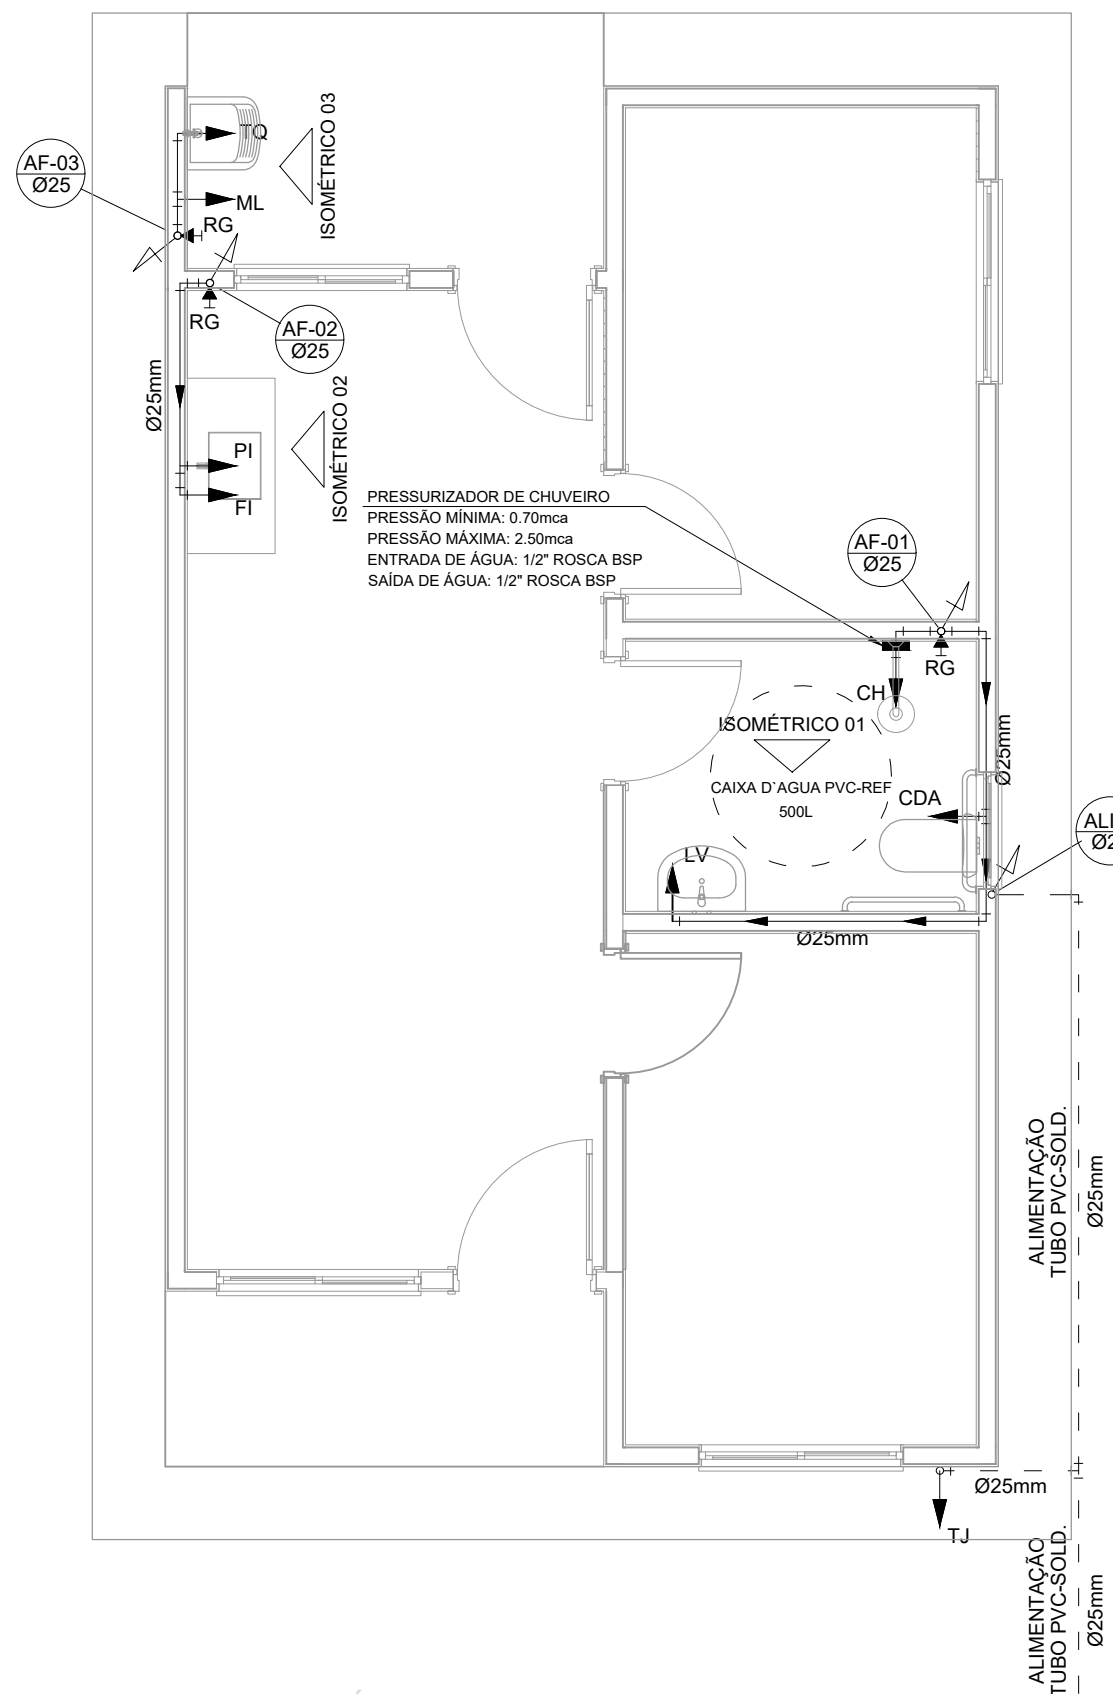 TQ
ISOMÉTRICO 03
AF-03
Ø25
ML
RG
RG
AF-02
Ø25
Ø25mm
ISOMÉTRICO 02
PI
FI
PRESSURIZADOR DE CHUVEIRO
PRESSÃO MÍNIMA: 0.70mca
PRESSÃO MÁXIMA: 2.50mca
ENTRADA DE ÁGUA: 1/2" ROSCA BSP
SAÍDA DE ÁGUA: 1/2" ROSCA BSP
AF-01
Ø25
RG
CH
ISOMÉTRICO 01
Ø25mm
CAIXA D`AGUA PVC-REF
500L
CDA
LV
Ø25mm
ALIMENTAÇÃO
TUBO PVC-SOLD.
Ø25mm
Ø25mm
TJ
ALIMENTAÇÃO
TUBO PVC-SOLD.
Ø25mm